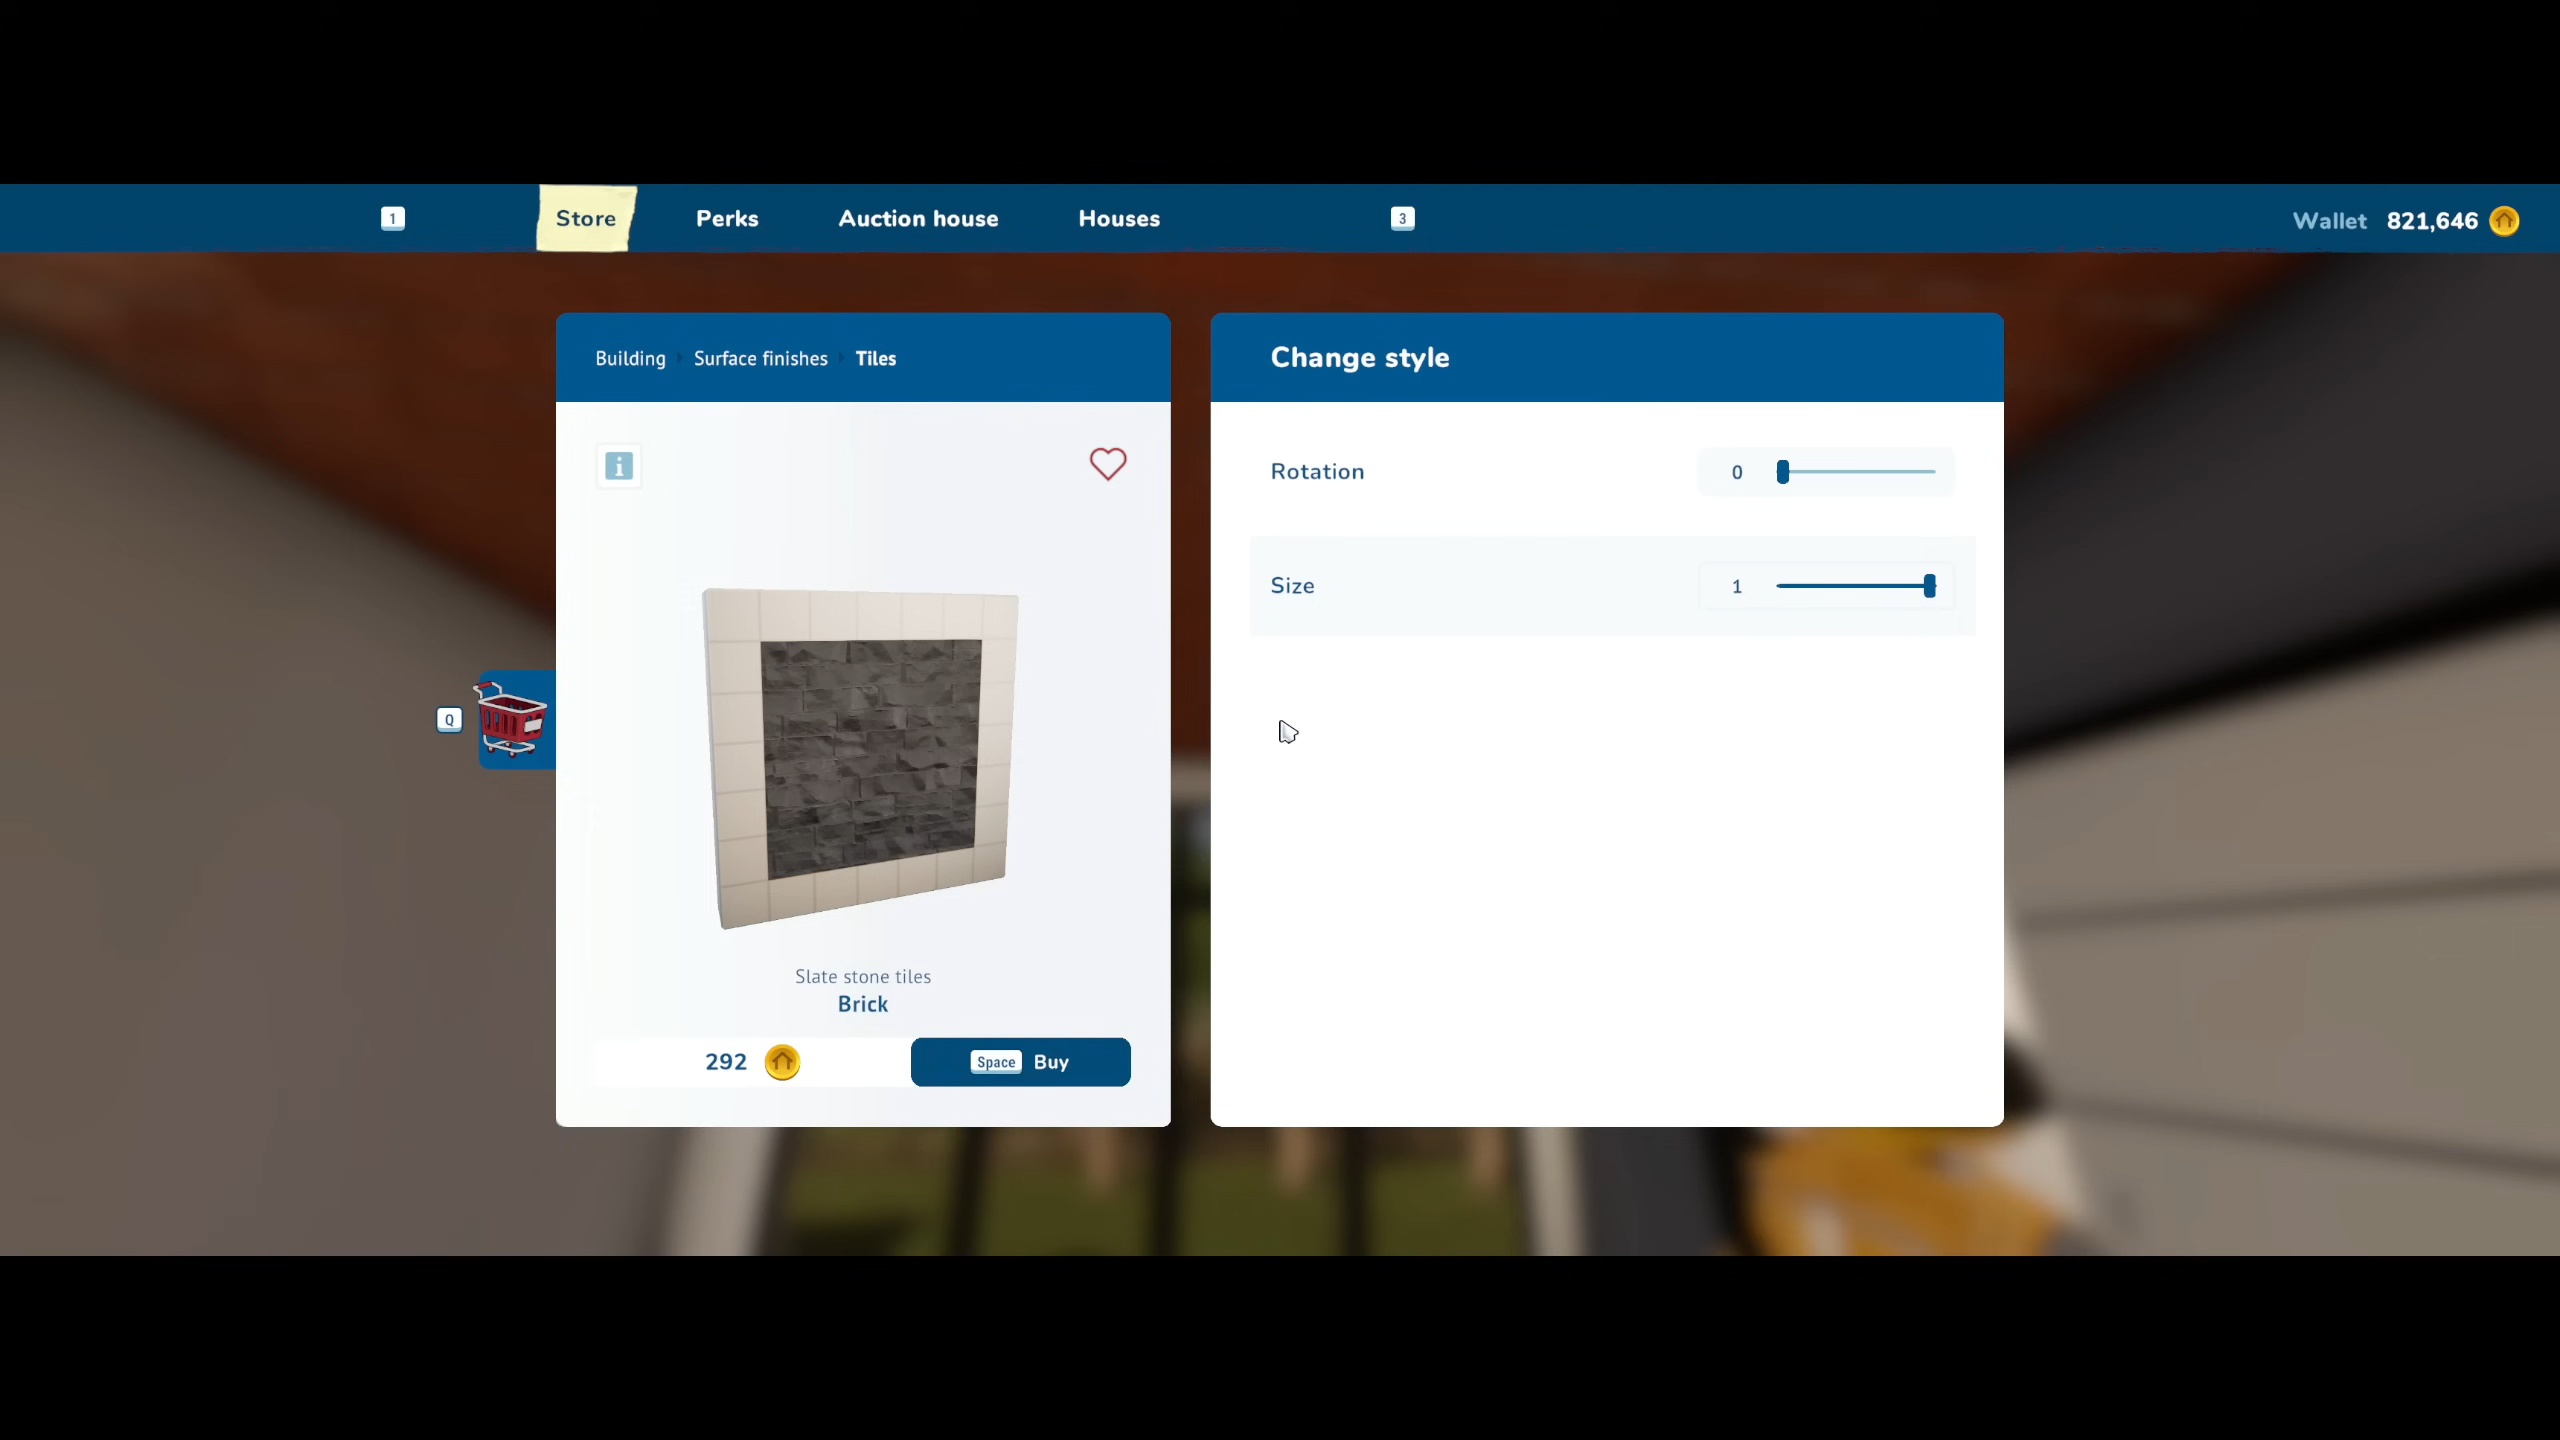 1
Store
Perks
Auction house
Houses
3
Wallet 821,646
Building
Surface finishes
Tiles
Change style
i
Rotation
0
Size
1
Q
Slate stone tiles
Brick
292
Space Buy